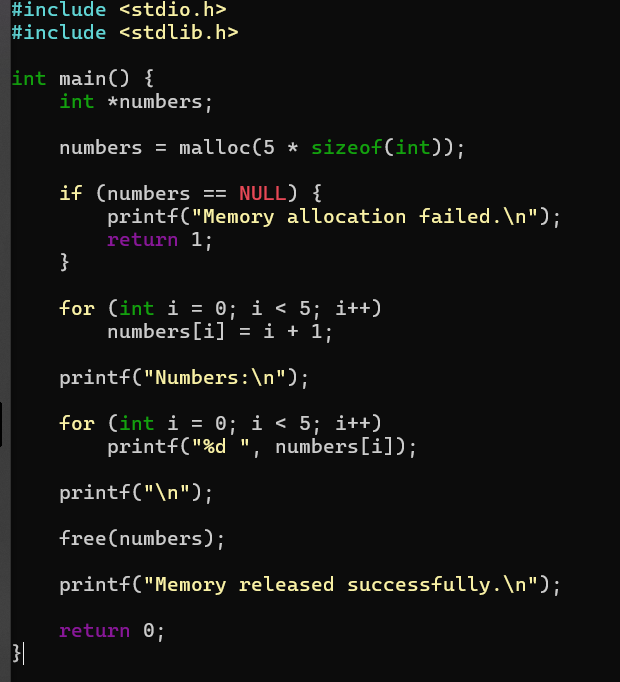 #include <stdio.h>
#include <stdlib.h>

int main() {
    int *numbers;

    numbers = malloc(5 * sizeof(int));

    if (numbers == NULL) {
        printf("Memory allocation failed.\n");
        return 1;
    }

    for (int i = 0; i < 5; i++)
        numbers[i] = i + 1;

    printf("Numbers:\n");

    for (int i = 0; i < 5; i++)
        printf("%d ", numbers[i]);

    printf("\n");

    free(numbers);

    printf("Memory released successfully.\n");

    return 0;
}